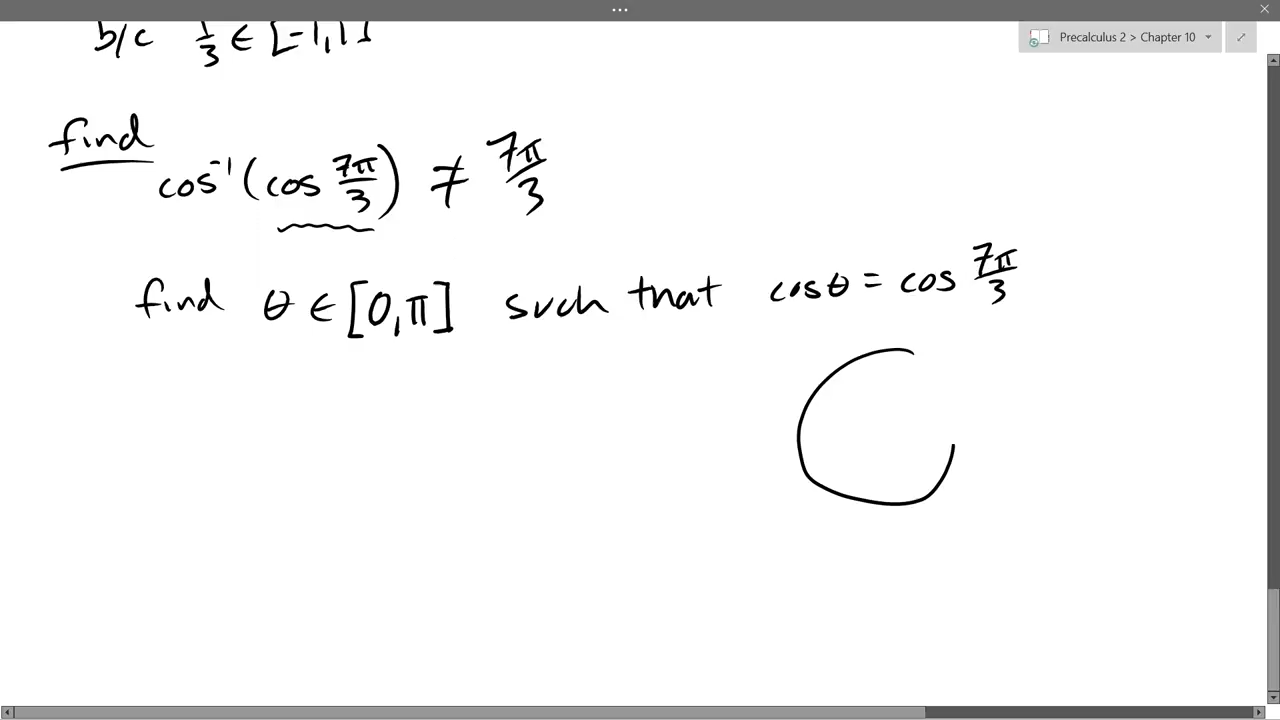 Precalculus 2 > Chapter 10
b/c 1/3 ∈ [-1,1]
find
cos⁻¹(cos 7π/3) ≠ 7π/3
find θ ∈ [0,π] such that cosθ = cos 7π/3